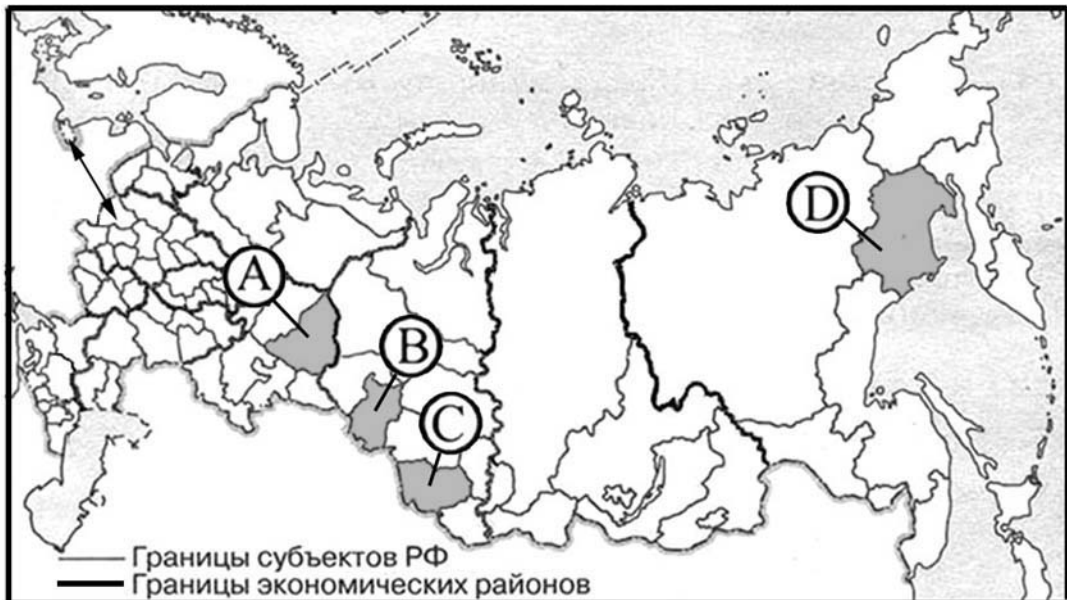 D
A
B
C
Границы субъектов РФ
Границы экономических районов